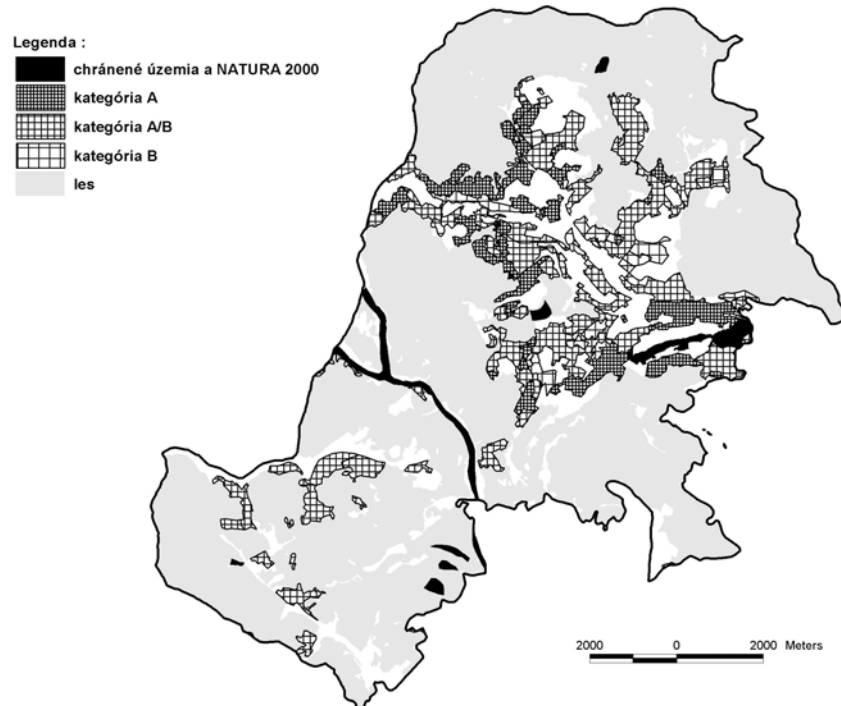 Legenda :
chránené územia a NATURA 2000
kategória A
kategória A/B
kategória B
les
2000 0 2000 Meters